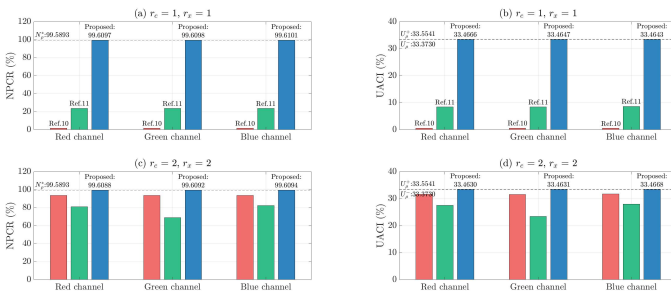 (a) r_c = 1, r_x = 1
NPCR (%)
120
100
80
60
40
20
0
N*_α:99.5893
Proposed:
99.6097
Proposed:
99.6098
Proposed:
99.6101
Ref.10
Ref.11
Ref.10
Ref.11
Ref.10
Ref.11
Red channel
Green channel
Blue channel
(b) r_c = 1, r_x = 1
UACI (%)
40
30
20
10
0
:33.5541
:33.3730
Proposed:
33.4666
Proposed:
33.4647
Proposed:
33.4643
Ref.10
Ref.11
Ref.10
Ref.11
Ref.10
Ref.11
Red channel
Green channel
Blue channel
(c) r_c = 2, r_x = 2
NPCR (%)
120
100
80
60
40
20
0
N*_α:99.5893
Proposed:
99.6088
Proposed:
99.6092
Proposed:
99.6094
Red channel
Green channel
Blue channel
(d) r_c = 2, r_x = 2
UACI (%)
40
30
20
10
0
:33.5541
:33.3730
Proposed:
33.4630
Proposed:
33.4631
Proposed:
33.4668
Red channel
Green channel
Blue channel